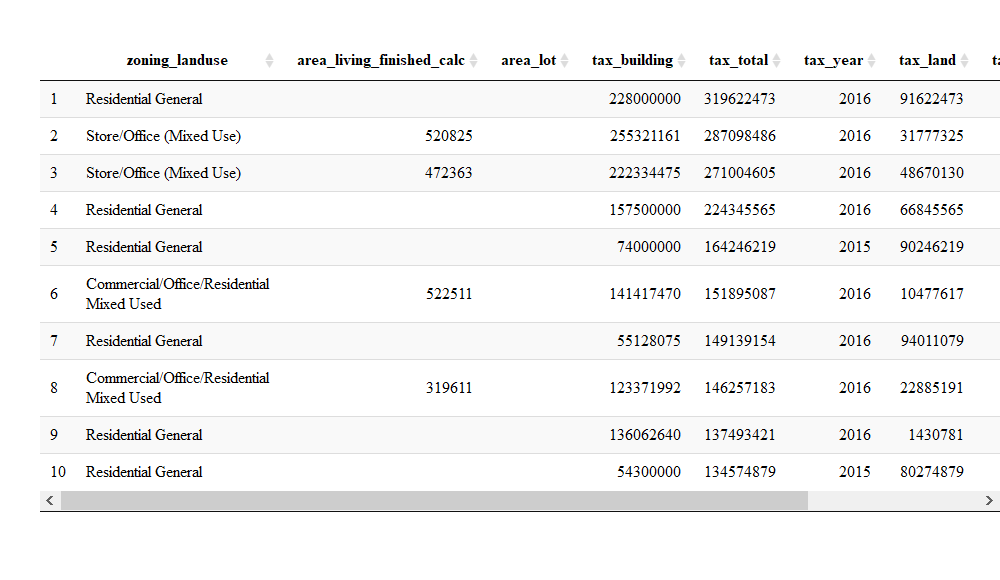 zoning_landuse area_living_finished_calc area_lot tax_building tax_total tax_year tax_land
1 Residential General 228000000 319622473 2016 91622473
2 Store/Office (Mixed Use) 520825 255321161 287098486 2016 31777325
3 Store/Office (Mixed Use) 472363 222334475 271004605 2016 48670130
4 Residential General 157500000 224345565 2016 66845565
5 Residential General 74000000 164246219 2015 90246219
Commercial/Office/Residential
6 Mixed Used 522511 141417470 151895087 2016 10477617
7 Residential General 55128075 149139154 2016 94011079
Commercial/Office/Residential
8 Mixed Used 319611 123371992 146257183 2016 22885191
9 Residential General 136062640 137493421 2016 1430781
10 Residential General 54300000 134574879 2015 80274879